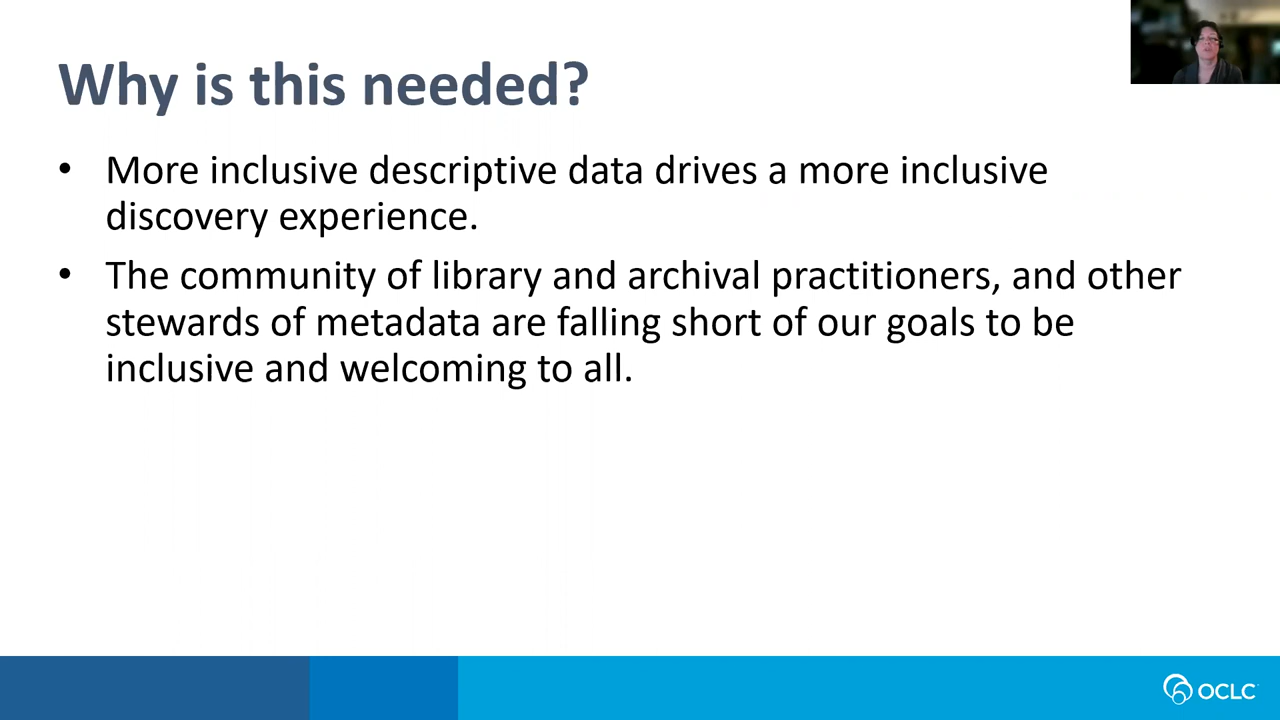 Why is this needed?
• More inclusive descriptive data drives a more inclusive
discovery experience.
• The community of library and archival practitioners, and other
stewards of metadata are falling short of our goals to be
inclusive and welcoming to all.
OCLC